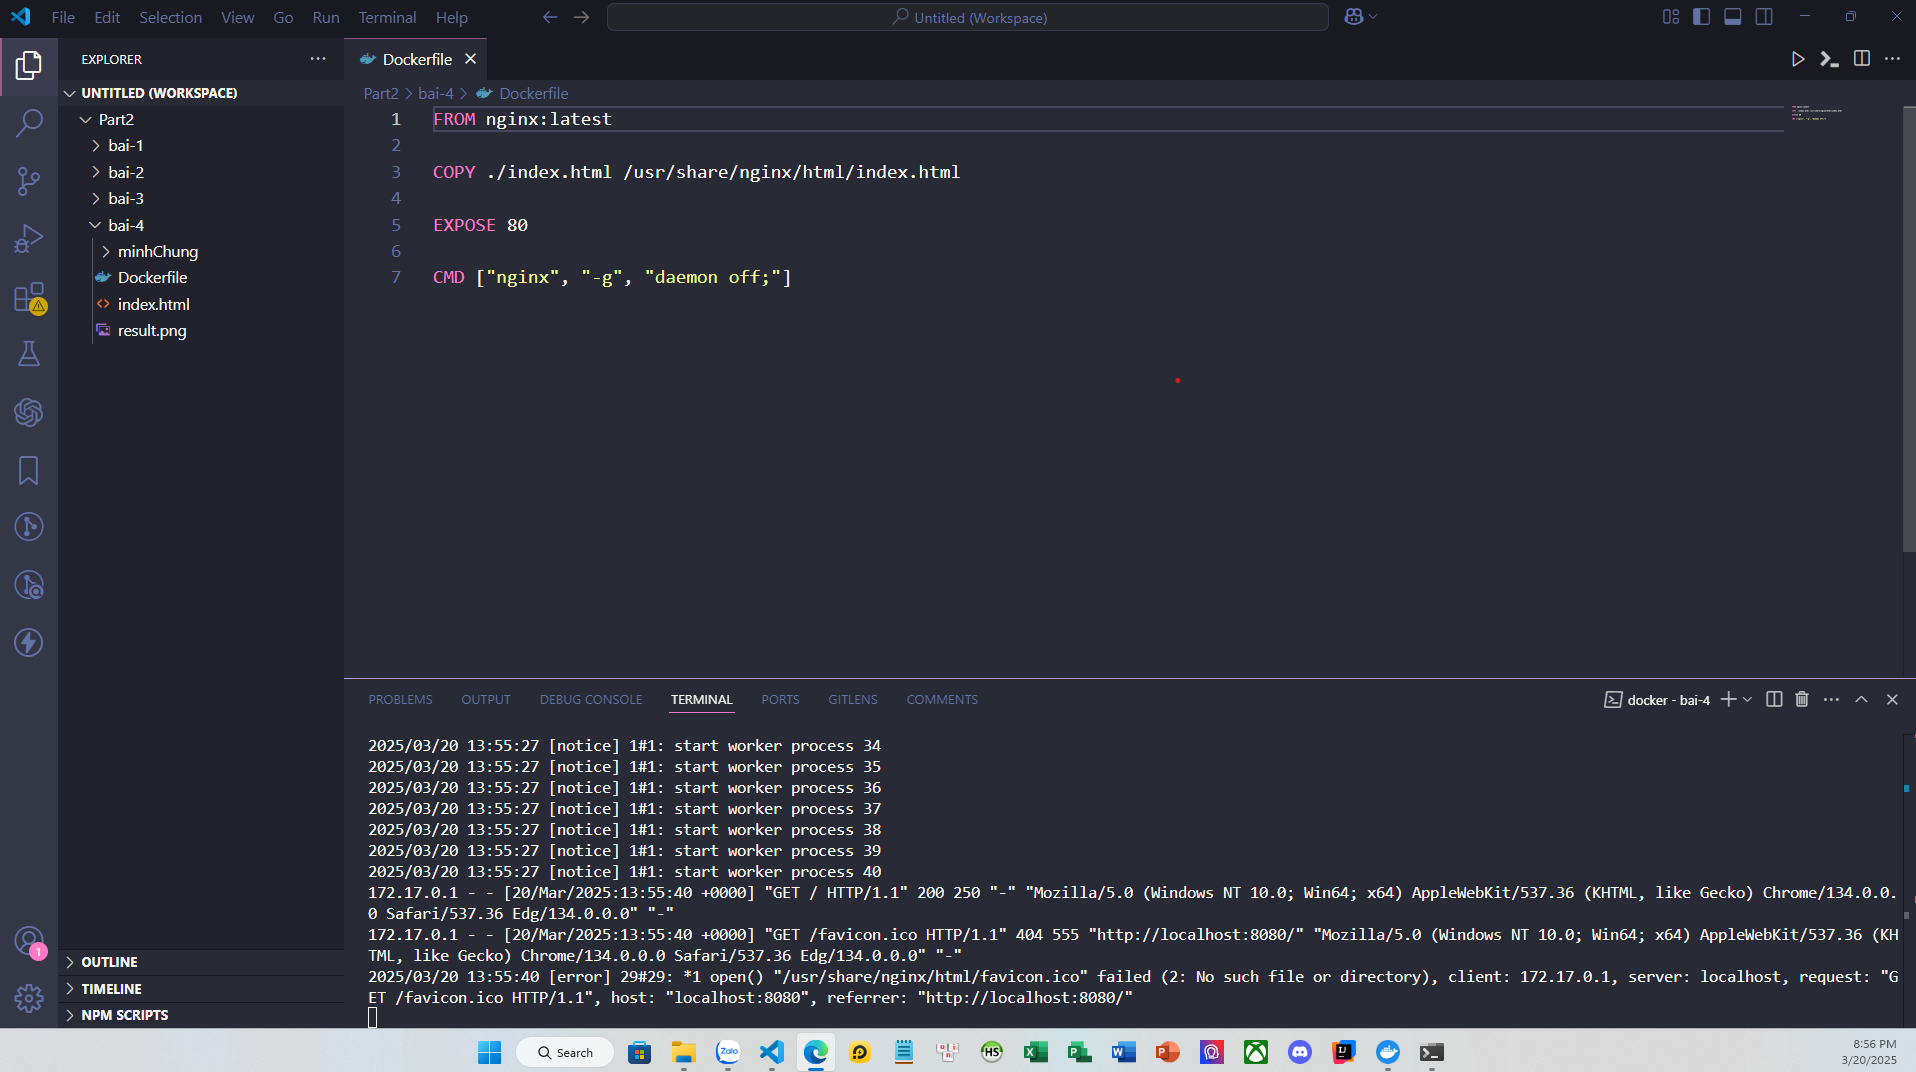 File Edit Selection View Go Run Terminal Help
Untitled (Workspace)
EXPLORER
UNTITLED (WORKSPACE)
Part2
bai-1
bai-2
bai-3
bai-4
minhChung
Dockerfile
index.html
result.png
OUTLINE
TIMELINE
NPM SCRIPTS
1
Dockerfile
Part2 > bai-4 > Dockerfile
1 FROM nginx:latest
2
3 COPY ./index.html /usr/share/nginx/html/index.html
4
5 EXPOSE 80
6
7 CMD ["nginx", "-g", "daemon off;"]
PROBLEMS OUTPUT DEBUG CONSOLE TERMINAL PORTS GITLENS COMMENTS
docker - bai-4
2025/03/20 13:55:27 [notice] 1#1: start worker process 34
2025/03/20 13:55:27 [notice] 1#1: start worker process 35
2025/03/20 13:55:27 [notice] 1#1: start worker process 36
2025/03/20 13:55:27 [notice] 1#1: start worker process 37
2025/03/20 13:55:27 [notice] 1#1: start worker process 38
2025/03/20 13:55:27 [notice] 1#1: start worker process 39
2025/03/20 13:55:27 [notice] 1#1: start worker process 40
172.17.0.1 - - [20/Mar/2025:13:55:40 +0000] "GET / HTTP/1.1" 200 250 "-" "Mozilla/5.0 (Windows NT 10.0; Win64; x64) AppleWebKit/537.36 (KHTML, like Gecko) Chrome/134.0.0.
0 Safari/537.36 Edg/134.0.0.0" "-"
172.17.0.1 - - [20/Mar/2025:13:55:40 +0000] "GET /favicon.ico HTTP/1.1" 404 555 "http://localhost:8080/" "Mozilla/5.0 (Windows NT 10.0; Win64; x64) AppleWebKit/537.36 (KH
TML, like Gecko) Chrome/134.0.0.0 Safari/537.36 Edg/134.0.0.0" "-"
2025/03/20 13:55:40 [error] 29#29: *1 open() "/usr/share/nginx/html/favicon.ico" failed (2: No such file or directory), client: 172.17.0.1, server: localhost, request: "G
ET /favicon.ico HTTP/1.1", host: "localhost:8080", referrer: "http://localhost:8080/"
Search
Zalo
HS
8:56 PM
3/20/2025